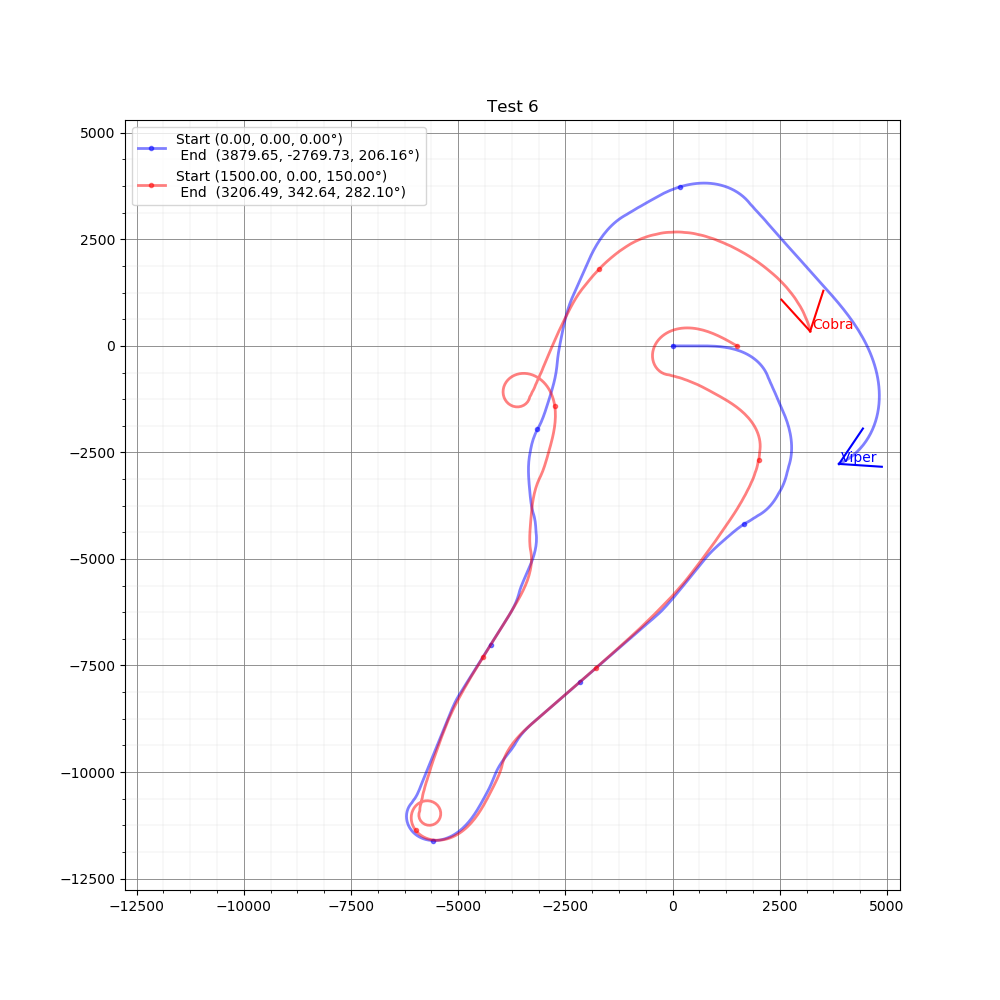 Test 6
Start (0.00, 0.00, 0.00°)
End  (3879.65, -2769.73, 206.16°)
Start (1500.00, 0.00, 150.00°)
End  (3206.49, 342.64, 282.10°)
5000
2500
0
−2500
−5000
−7500
−10000
−12500
Cobra
Viper
−12500 −10000 −7500 −5000 −2500 0 2500 5000